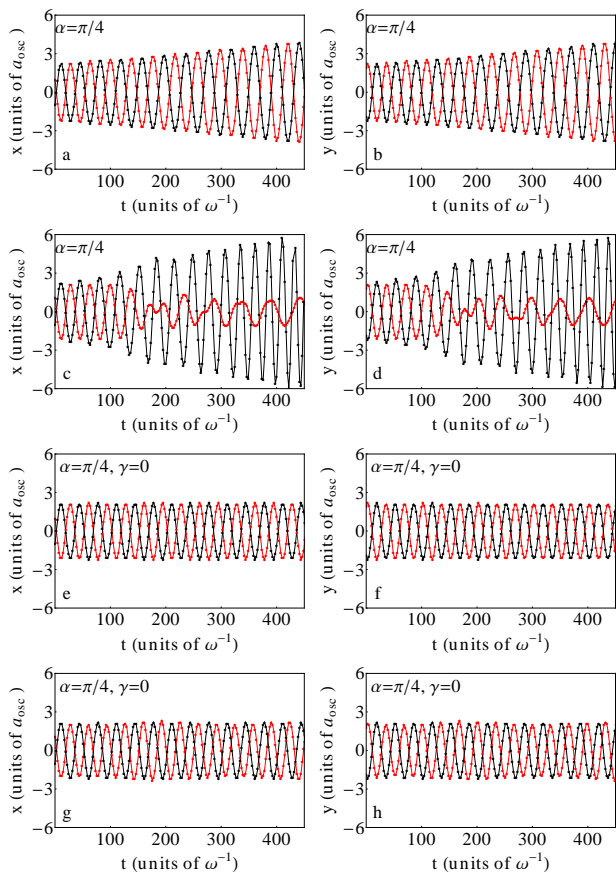 α=π/4
x (units of a_osc )
6
3
0
−3
−6
a
100 200 300 400
t (units of ω⁻¹)
α=π/4
y (units of a_osc )
6
3
0
−3
−6
b
100 200 300 400
t (units of ω⁻¹)
α=π/4
x (units of a_osc )
6
3
0
−3
−6
c
100 200 300 400
t (units of ω⁻¹)
α=π/4
y (units of a_osc )
6
3
0
−3
−6
d
100 200 300 400
t (units of ω⁻¹)
α=π/4, γ=0
x (units of a_osc )
6
3
0
−3
−6
e
100 200 300 400
t (units of ω⁻¹)
α=π/4, γ=0
y (units of a_osc )
6
3
0
−3
−6
f
100 200 300 400
t (units of ω⁻¹)
α=π/4, γ=0
x (units of a_osc )
6
3
0
−3
−6
g
100 200 300 400
t (units of ω⁻¹)
α=π/4, γ=0
y (units of a_osc )
6
3
0
−3
−6
h
100 200 300 400
t (units of ω⁻¹)